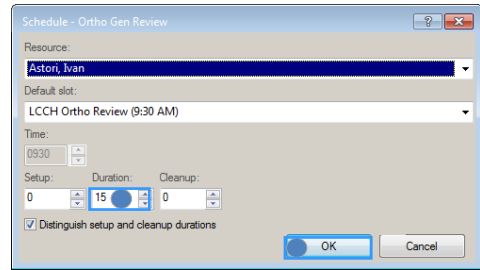 Schedule - Ortho Gen Review
Resource:
Astori, Ivan
Default slot:
LCCH Ortho Review (9:30 AM)
Time:
0930
Setup: Duration: Cleanup:
0 15 0
Distinguish setup and cleanup durations
OK Cancel